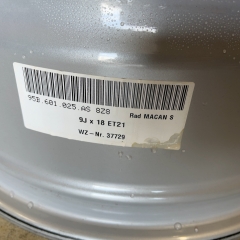 95B.601.025.AS 8Z8
Rad MACAN S
9J x 18 ET21
WZ-Nr. 37729